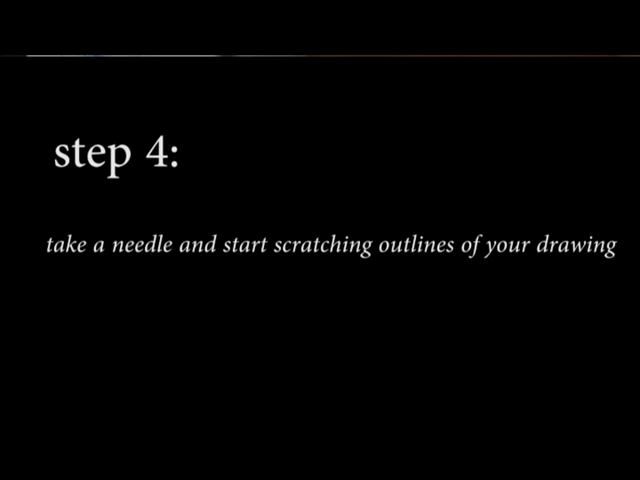 step 4:
take a needle and start scratching outlines of your drawing